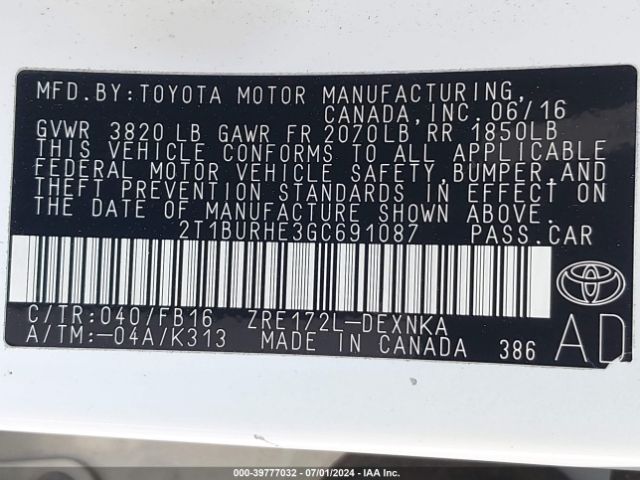 MFD.BY:TOYOTA MOTOR MANUFACTURING,
CANADA,INC.06/16
GVWR 3820 LB GAWR FR 2070LB RR 1850LB
THIS VEHICLE CONFORMS TO ALL APPLICABLE
FEDERAL MOTOR VEHICLE SAFETY,BUMPER,AND
THEFT PREVENTION STANDARDS IN EFFECT ON
THE DATE OF MANUFACTURE SHOWN ABOVE.
2T1BURHE3GC691087 PASS.CAR
C/TR:040/FB16 ZRE172L-DEXNKA
A/TM:-04A/K313 MADE IN CANADA 386
AD
000-39777032 07/01/2024 IAA